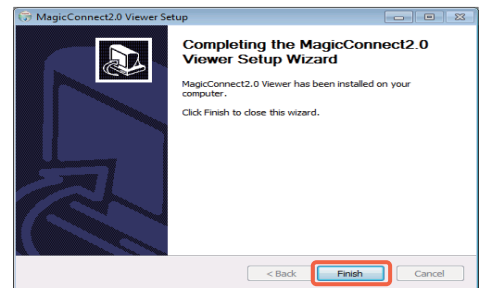 MagicConnect2.0 Viewer Setup
Completing the MagicConnect2.0
Viewer Setup Wizard
MagicConnect2.0 Viewer has been installed on your
computer.
Click Finish to close this wizard.
< Back
Finish
Cancel